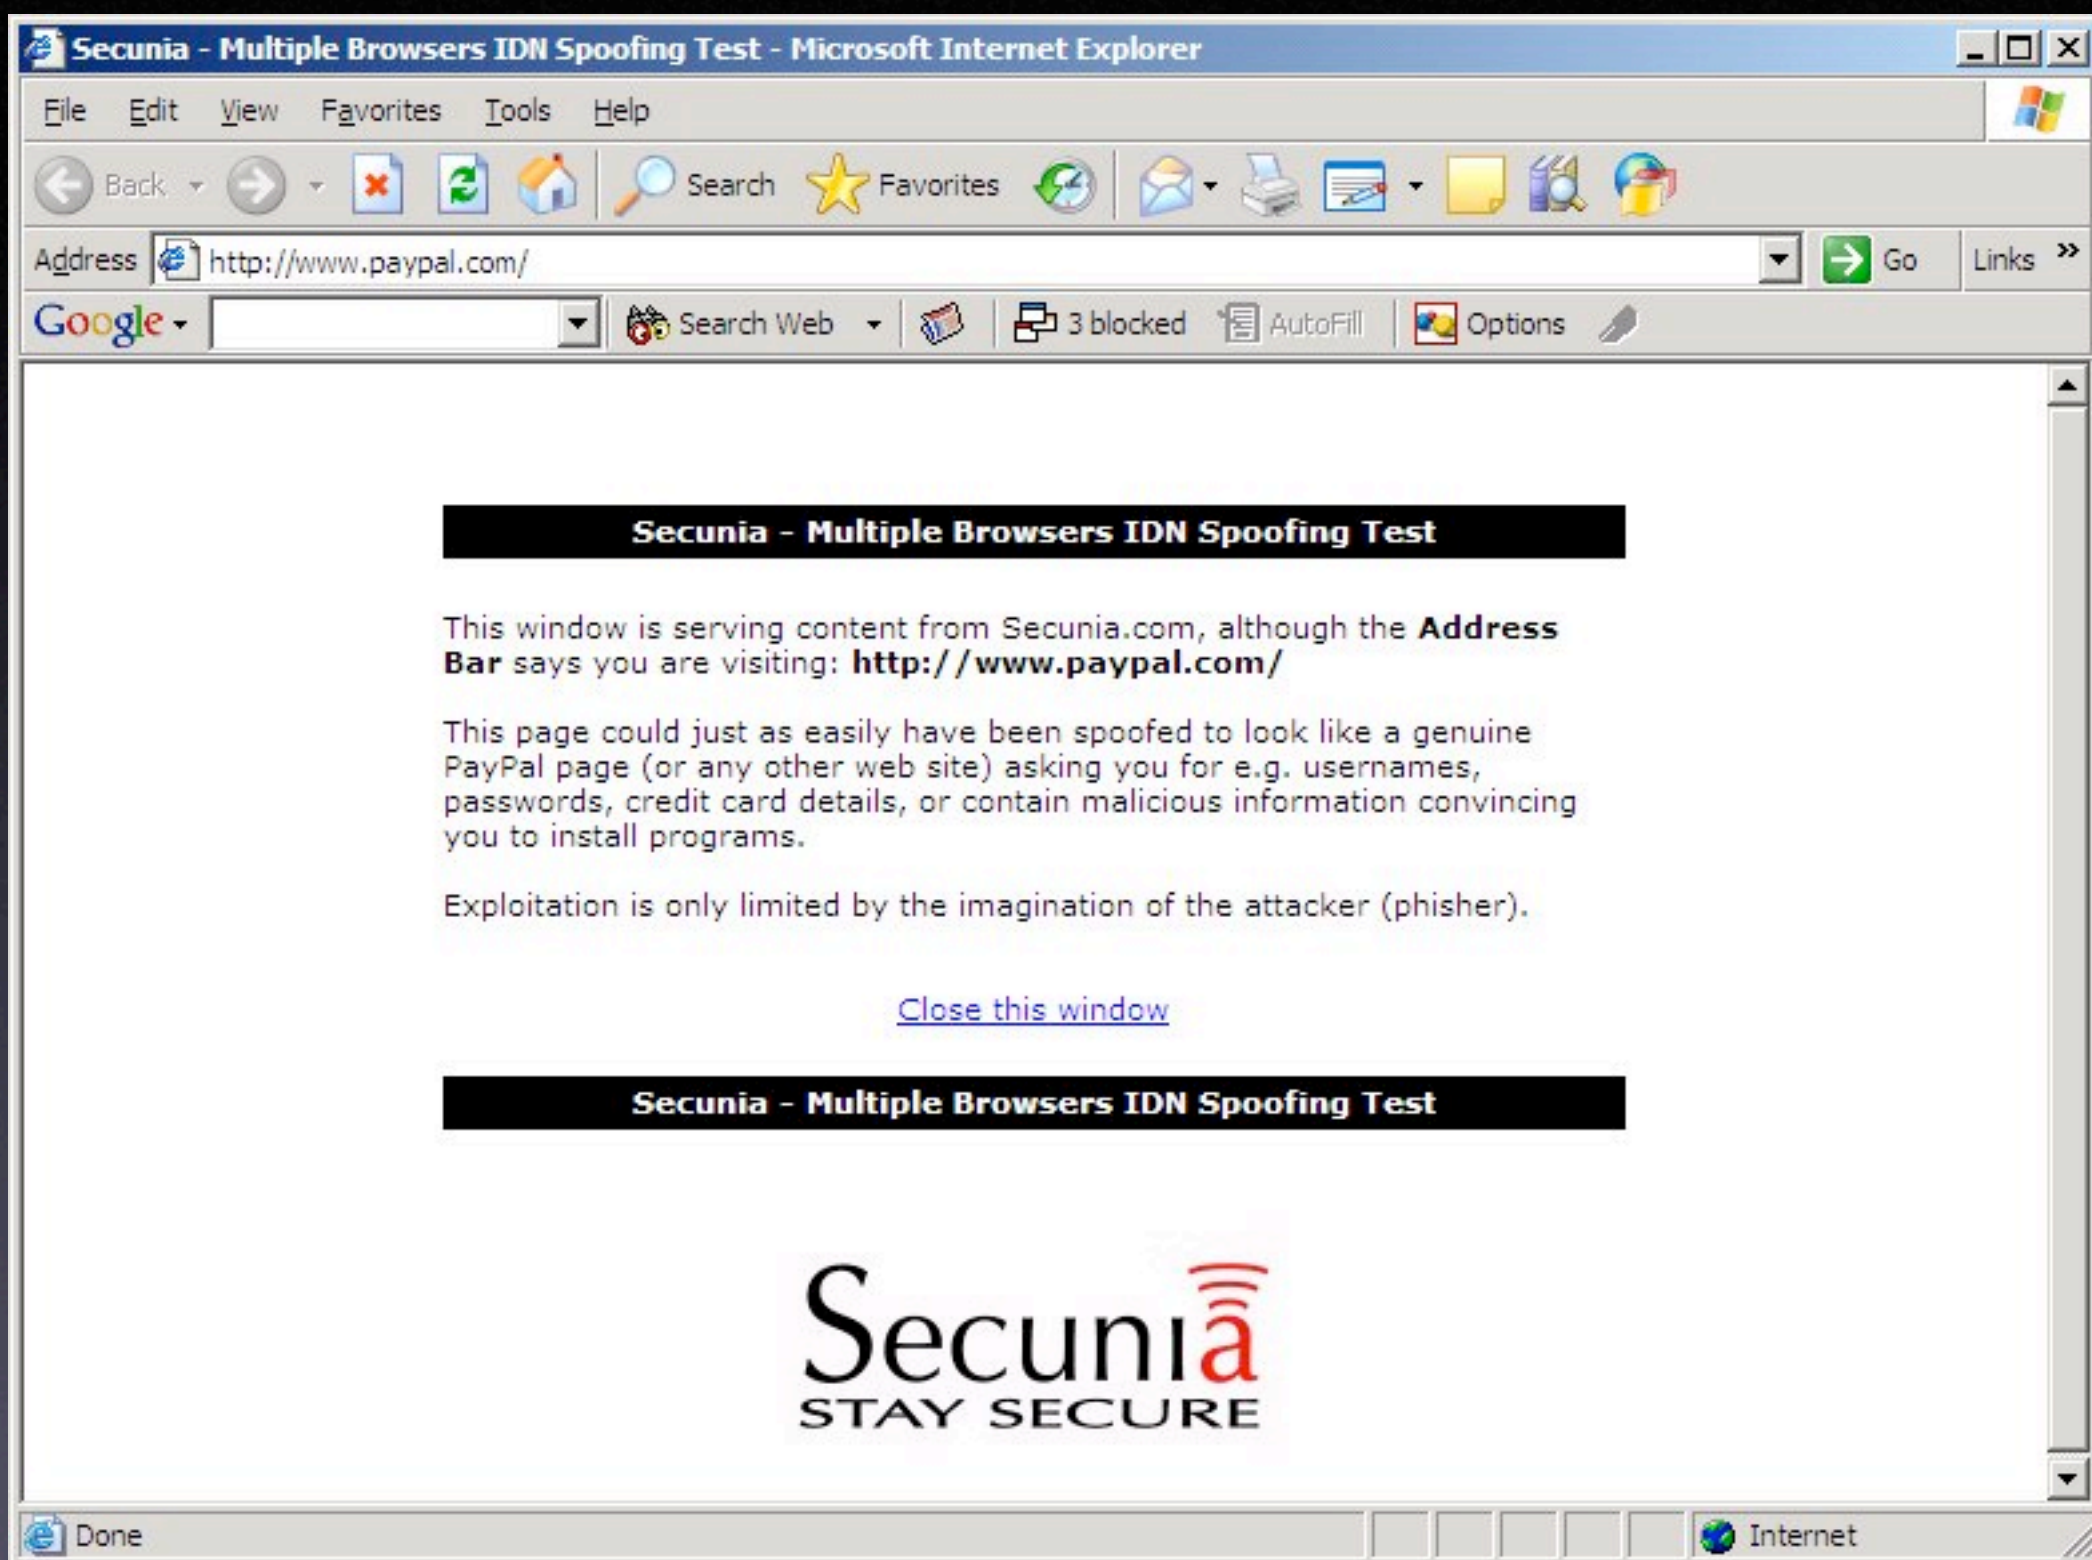 Secunia - Multiple Browsers IDN Spoofing Test - Microsoft Internet Explorer
File Edit View Favorites Tools Help
Back Search Favorites
Address http://www.paypal.com/ Go Links »
Google Search Web 3 blocked AutoFill Options
Secunia - Multiple Browsers IDN Spoofing Test
This window is serving content from Secunia.com, although the Address
Bar says you are visiting: http://www.paypal.com/
This page could just as easily have been spoofed to look like a genuine
PayPal page (or any other web site) asking you for e.g. usernames,
passwords, credit card details, or contain malicious information convincing
you to install programs.
Exploitation is only limited by the imagination of the attacker (phisher).
Close this window
Secunia - Multiple Browsers IDN Spoofing Test
Secunia
STAY SECURE
Done Internet